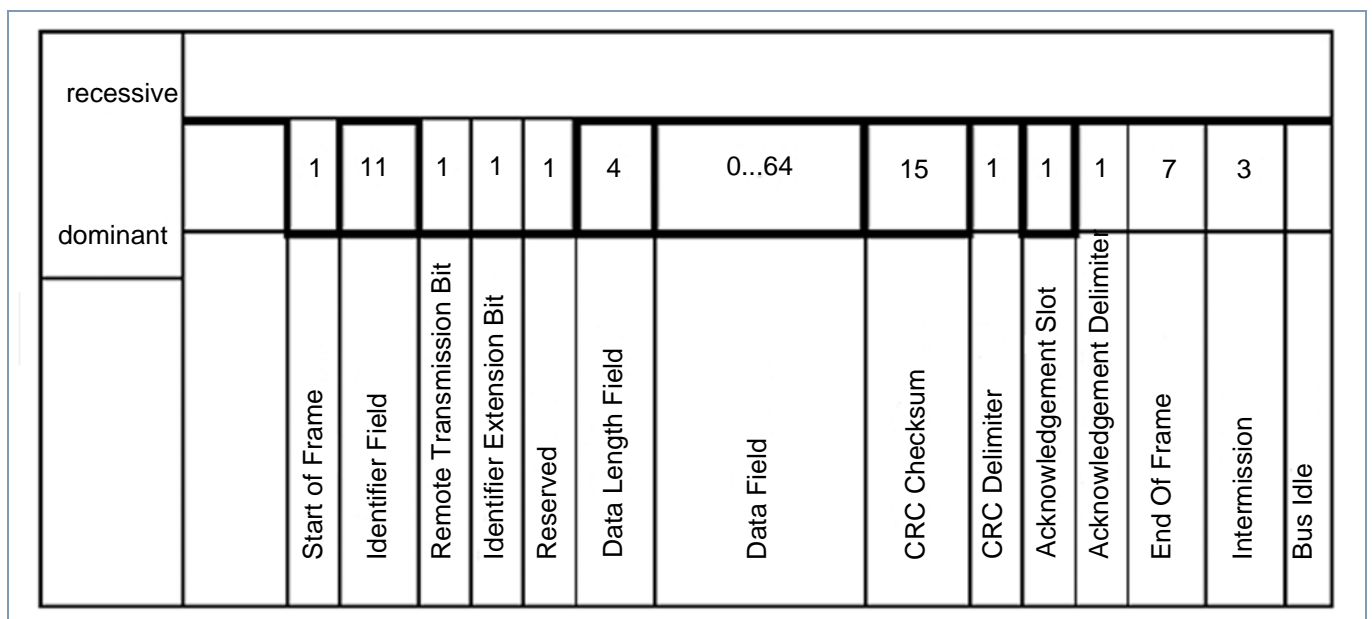 recessive
1 11 1 1 1 4 0...64 15 1 1 1 7 3
dominant
Start of Frame
Identifier Field
Remote Transmission Bit
Identifier Extension Bit
Reserved
Data Length Field
Data Field
CRC Checksum
CRC Delimiter
Acknowledgement Slot
Acknowledgement Delimiter
End Of Frame
Intermission
Bus Idle